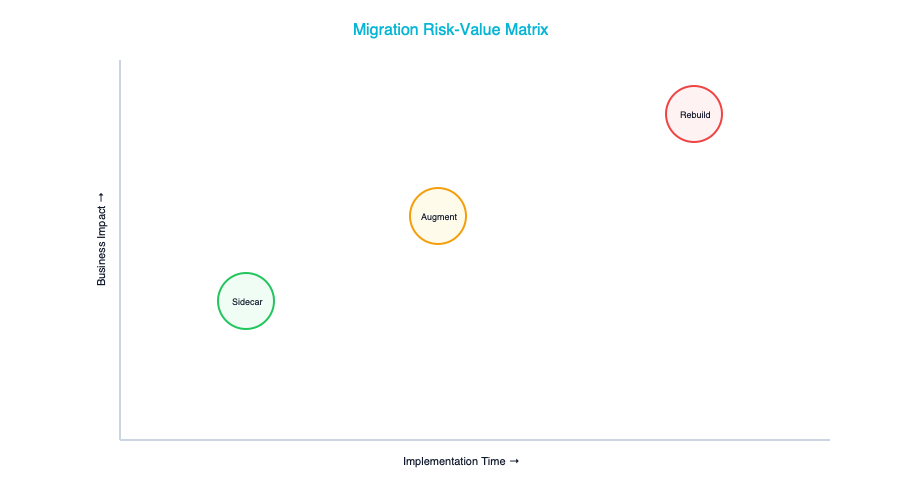 Migration Risk-Value Matrix
Rebuild
Business Impact →
Augment
Sidecar
Implementation Time →